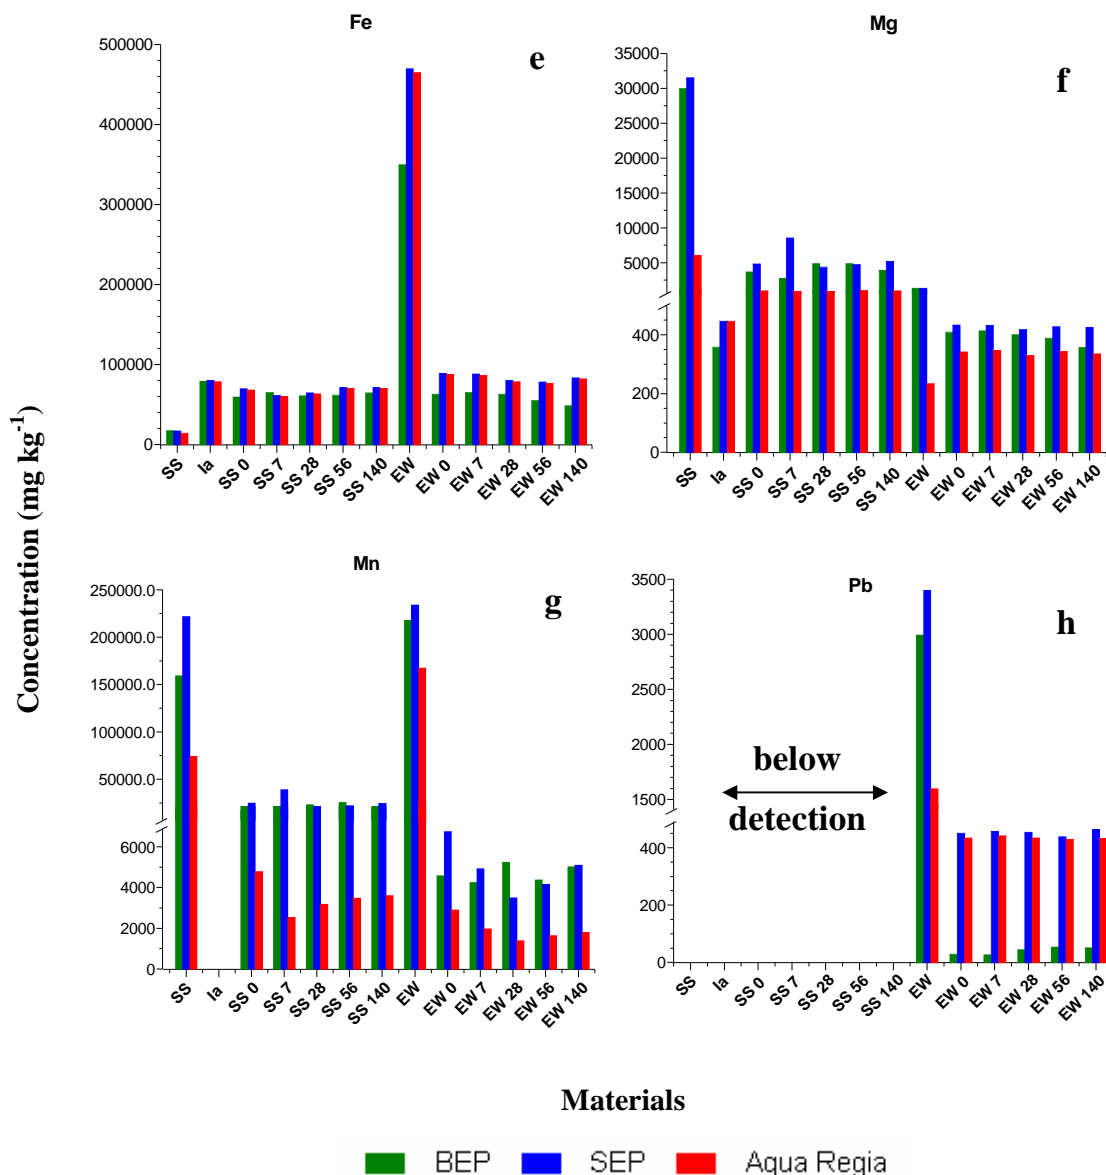 Concentration (mg kg-1)
Fe
e
500000
400000
300000
200000
100000
0
SS
Ia
SS 0
SS 7
SS 28
SS 56
SS 140
EW
EW 0
EW 7
EW 28
EW 56
EW 140
Mg
f
35000
30000
25000
20000
15000
10000
5000
400
200
0
SS
Ia
SS 0
SS 7
SS 28
SS 56
SS 140
EW
EW 0
EW 7
EW 28
EW 56
EW 140
Mn
g
250000.0
200000.0
150000.0
100000.0
50000.0
6000
4000
2000
0
SS
Ia
SS 0
SS 7
SS 28
SS 56
SS 140
EW
EW 0
EW 7
EW 28
EW 56
EW 140
Pb
h
3500
3000
2500
2000
1500
400
200
0
below
detection
SS
Ia
SS 0
SS 7
SS 28
SS 56
SS 140
EW
EW 0
EW 7
EW 28
EW 56
EW 140
Materials
BEP SEP Aqua Regia